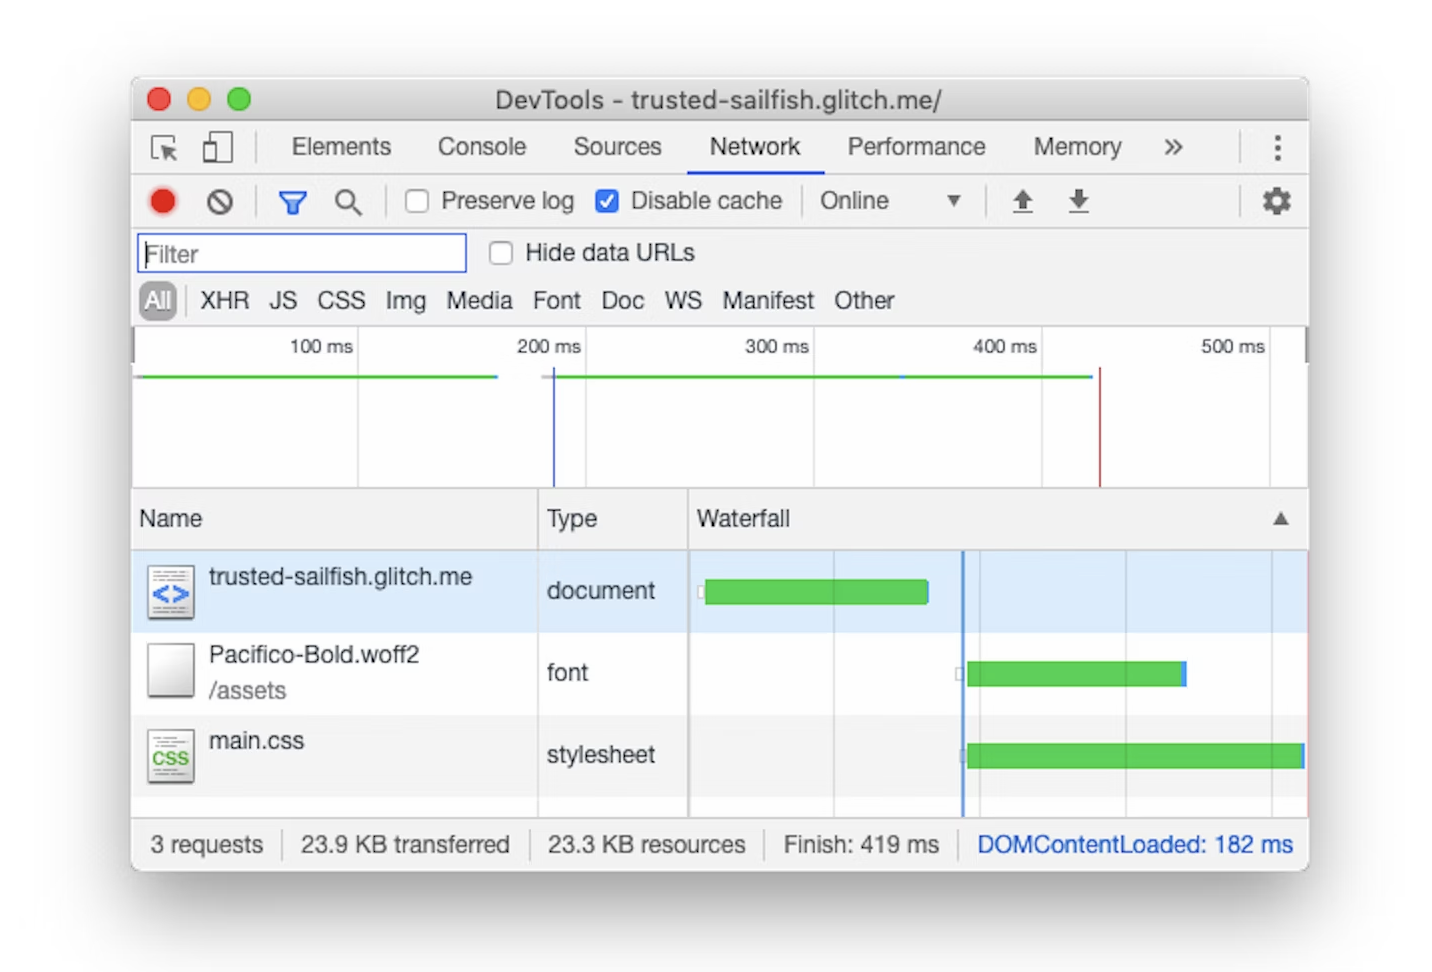 DevTools - trusted-sailfish.glitch.me/
Elements Console Sources Network Performance Memory »
Preserve log Disable cache Online
Filter Hide data URLs
All XHR JS CSS Img Media Font Doc WS Manifest Other
100 ms 200 ms 300 ms 400 ms 500 ms
Name Type Waterfall
trusted-sailfish.glitch.me document
Pacifico-Bold.woff2 font
/assets
CSS main.css stylesheet
3 requests 23.9 KB transferred 23.3 KB resources Finish: 419 ms DOMContentLoaded: 182 ms